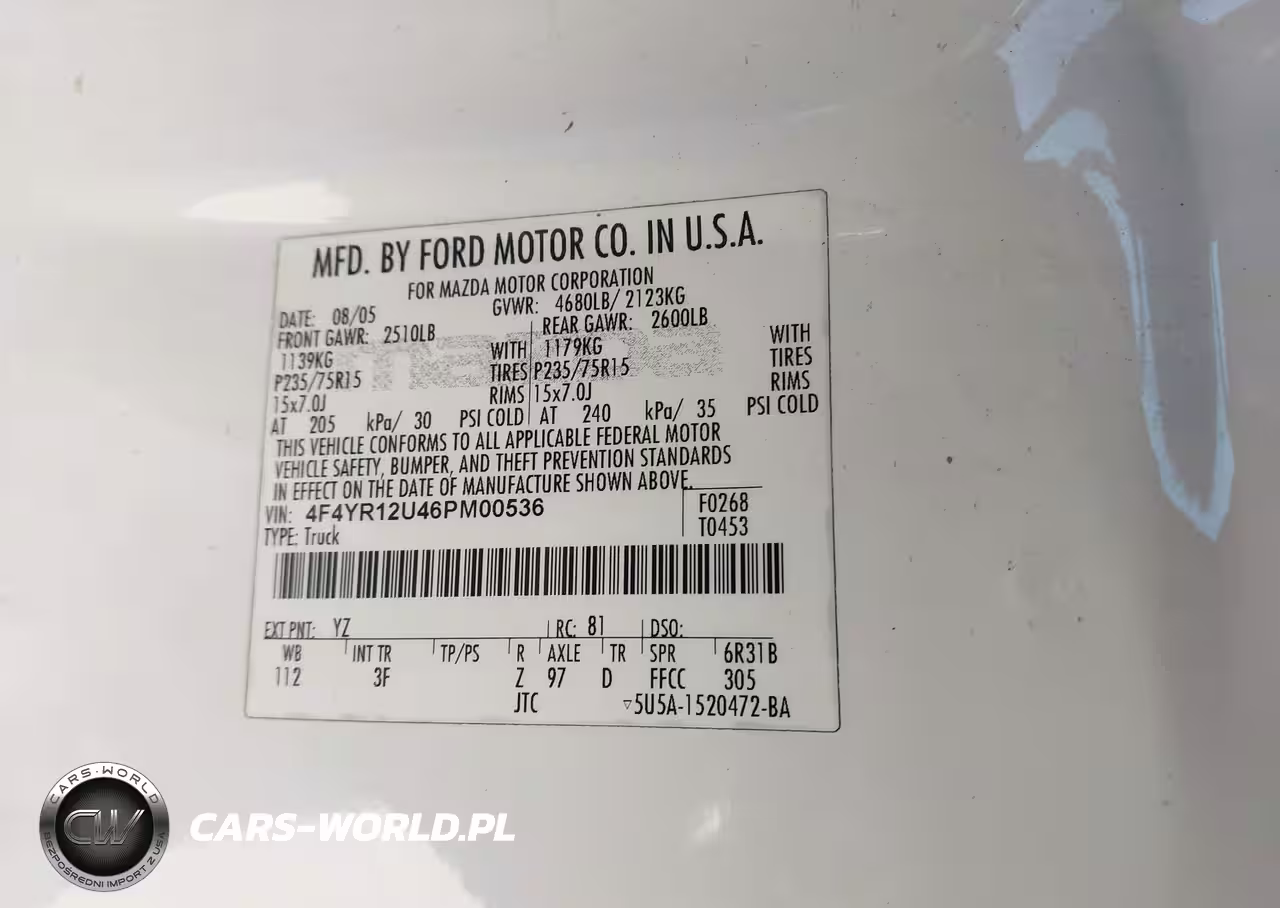 MFD. BY FORD MOTOR CO. IN U.S.A.
FOR MAZDA MOTOR CORPORATION
DATE: 08/05 GVWR: 4680LB/ 2123KG
FRONT GAWR: 2510LB REAR GAWR: 2600LB
1139KG WITH 1179KG WITH
P235/75R15 TIRES P235/75R15 TIRES
15x7.0J RIMS 15x7.0J RIMS
AT 205 kPa/ 30 PSI COLD AT 240 kPa/ 35 PSI COLD
THIS VEHICLE CONFORMS TO ALL APPLICABLE FEDERAL MOTOR
VEHICLE SAFETY, BUMPER, AND THEFT PREVENTION STANDARDS
IN EFFECT ON THE DATE OF MANUFACTURE SHOWN ABOVE.
VIN: 4F4YR12U46PM00536 F0268
TYPE: Truck T0453
EXT PNT: YZ RC: 81 DSO:
WB INT TR TP/PS R AXLE TR SPR 6R31B
112 3F Z 97 D FFCC 305
JTC ▿5U5A-1520472-BA
CARS-WORLD
CW
BEZPOŚREDNI IMPORT Z USA
CARS-WORLD.PL